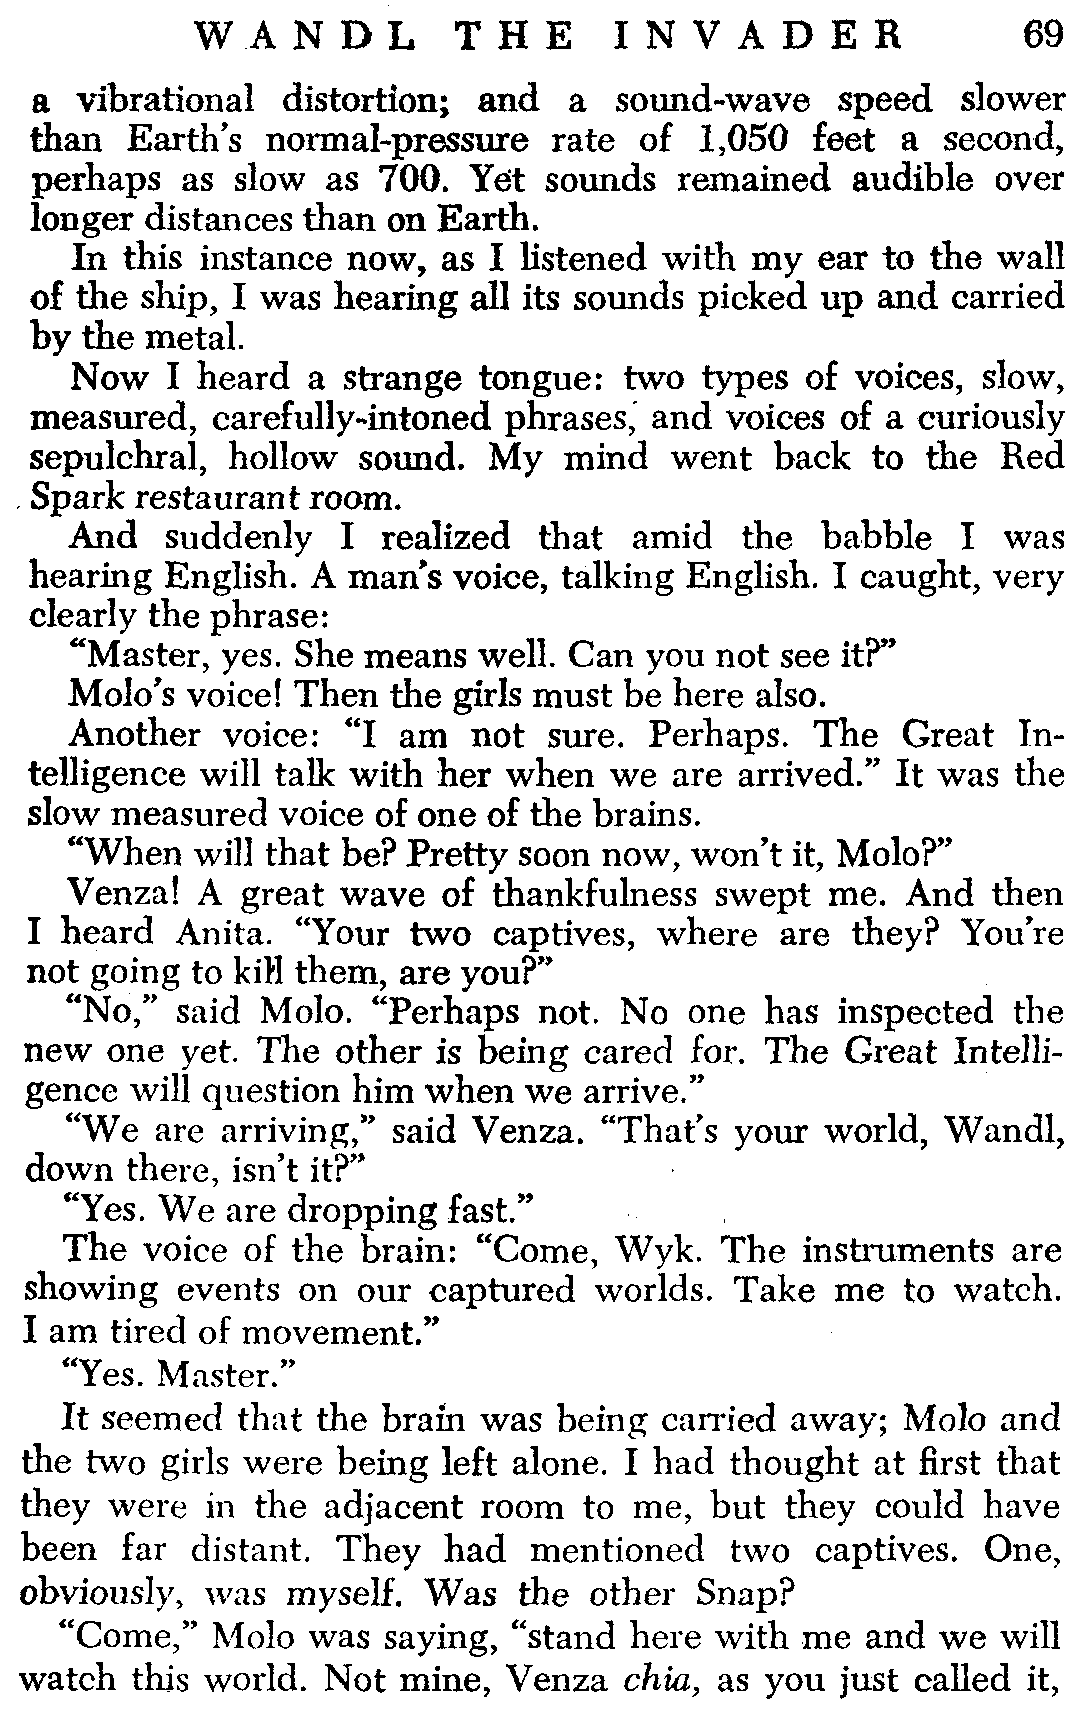 WANDL THE INVADER 69
a vibrational distortion; and a sound-wave speed slower
than Earth's normal-pressure rate of 1,050 feet a second,
perhaps as slow as 700. Yet sounds remained audible over
longer distances than on Earth.
In this instance now, as I listened with my ear to the wall
of the ship, I was hearing all its sounds picked up and carried
by the metal.
Now I heard a strange tongue: two types of voices, slow,
measured, carefully-intoned phrases, and voices of a curiously
sepulchral, hollow sound. My mind went back to the Red
Spark restaurant room.
And suddenly I realized that amid the babble I was
hearing English. A man's voice, talking English. I caught, very
clearly the phrase:
"Master, yes. She means well. Can you not see it?"
Molo's voice! Then the girls must be here also.
Another voice: "I am not sure. Perhaps. The Great In-
telligence will talk with her when we are arrived." It was the
slow measured voice of one of the brains.
"When will that be? Pretty soon now, won't it, Molo?"
Venza! A great wave of thankfulness swept me. And then
I heard Anita. "Your two captives, where are they? You're
not going to kill them, are you?"
"No," said Molo. "Perhaps not. No one has inspected the
new one yet. The other is being cared for. The Great Intelli-
gence will question him when we arrive."
"We are arriving," said Venza. "That's your world, Wandl,
down there, isn't it?"
"Yes. We are dropping fast."
The voice of the brain: "Come, Wyk. The instruments are
showing events on our captured worlds. Take me to watch.
I am tired of movement."
"Yes. Master."
It seemed that the brain was being carried away; Molo and
the two girls were being left alone. I had thought at first that
they were in the adjacent room to me, but they could have
been far distant. They had mentioned two captives. One,
obviously, was myself. Was the other Snap?
"Come," Molo was saying, "stand here with me and we will
watch this world. Not mine, Venza chia, as you just called it,